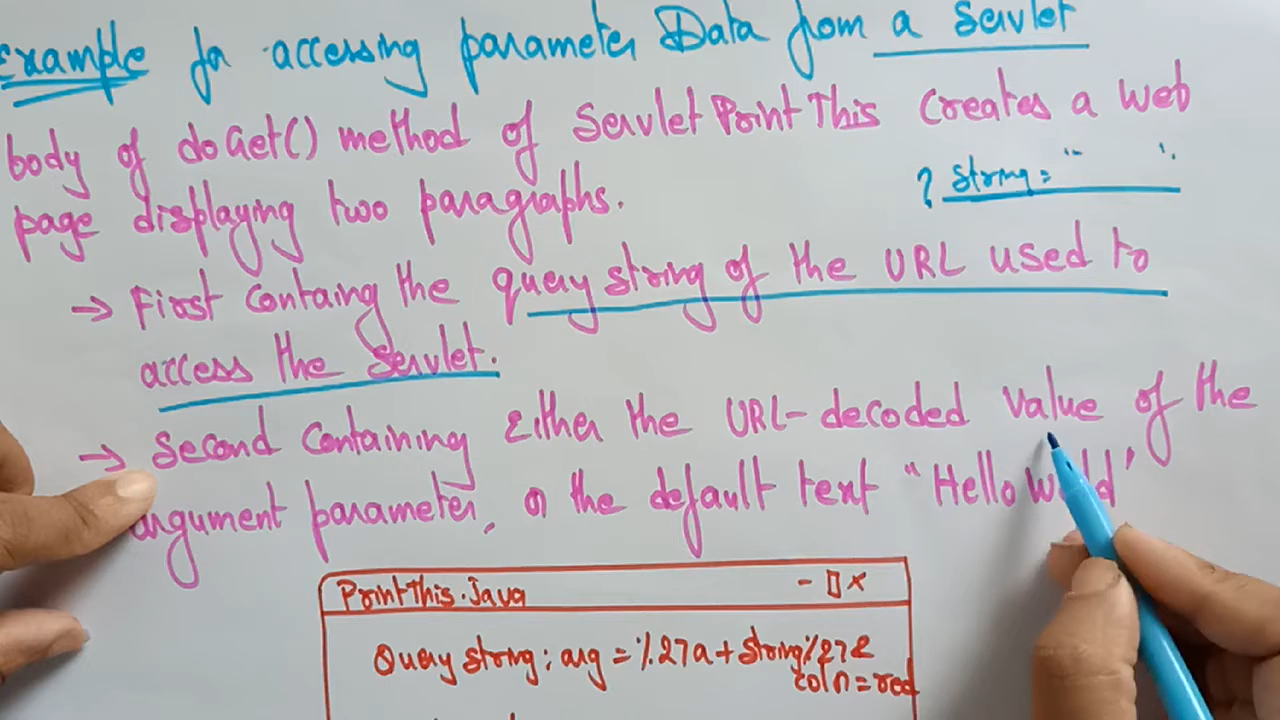 Example for accessing parameter Data from a Servlet
body of doGet() method of Servlet PrintThis creates a web
? string = " "
page displaying two paragraphs.
→ First containg the query string of the URL used to
access the Servlet.
→ Second containing Either the URL-decoded value of the
argument parameter, or the default text "Hello World"
PrintThis.Java - □ ×
Query string: arg = %27a+string%27&
color=red